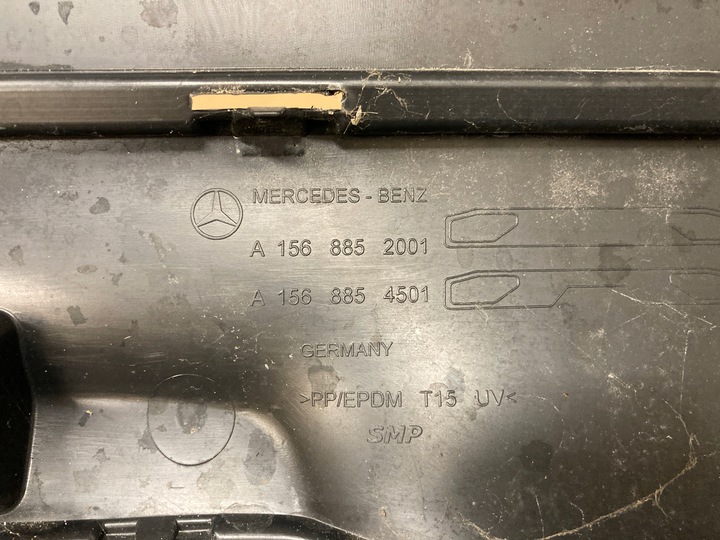 MERCEDES - BENZ
A 156 885 2001
A 156 885 4501
GERMANY
>PP/EPDM T15 UV<
SMP